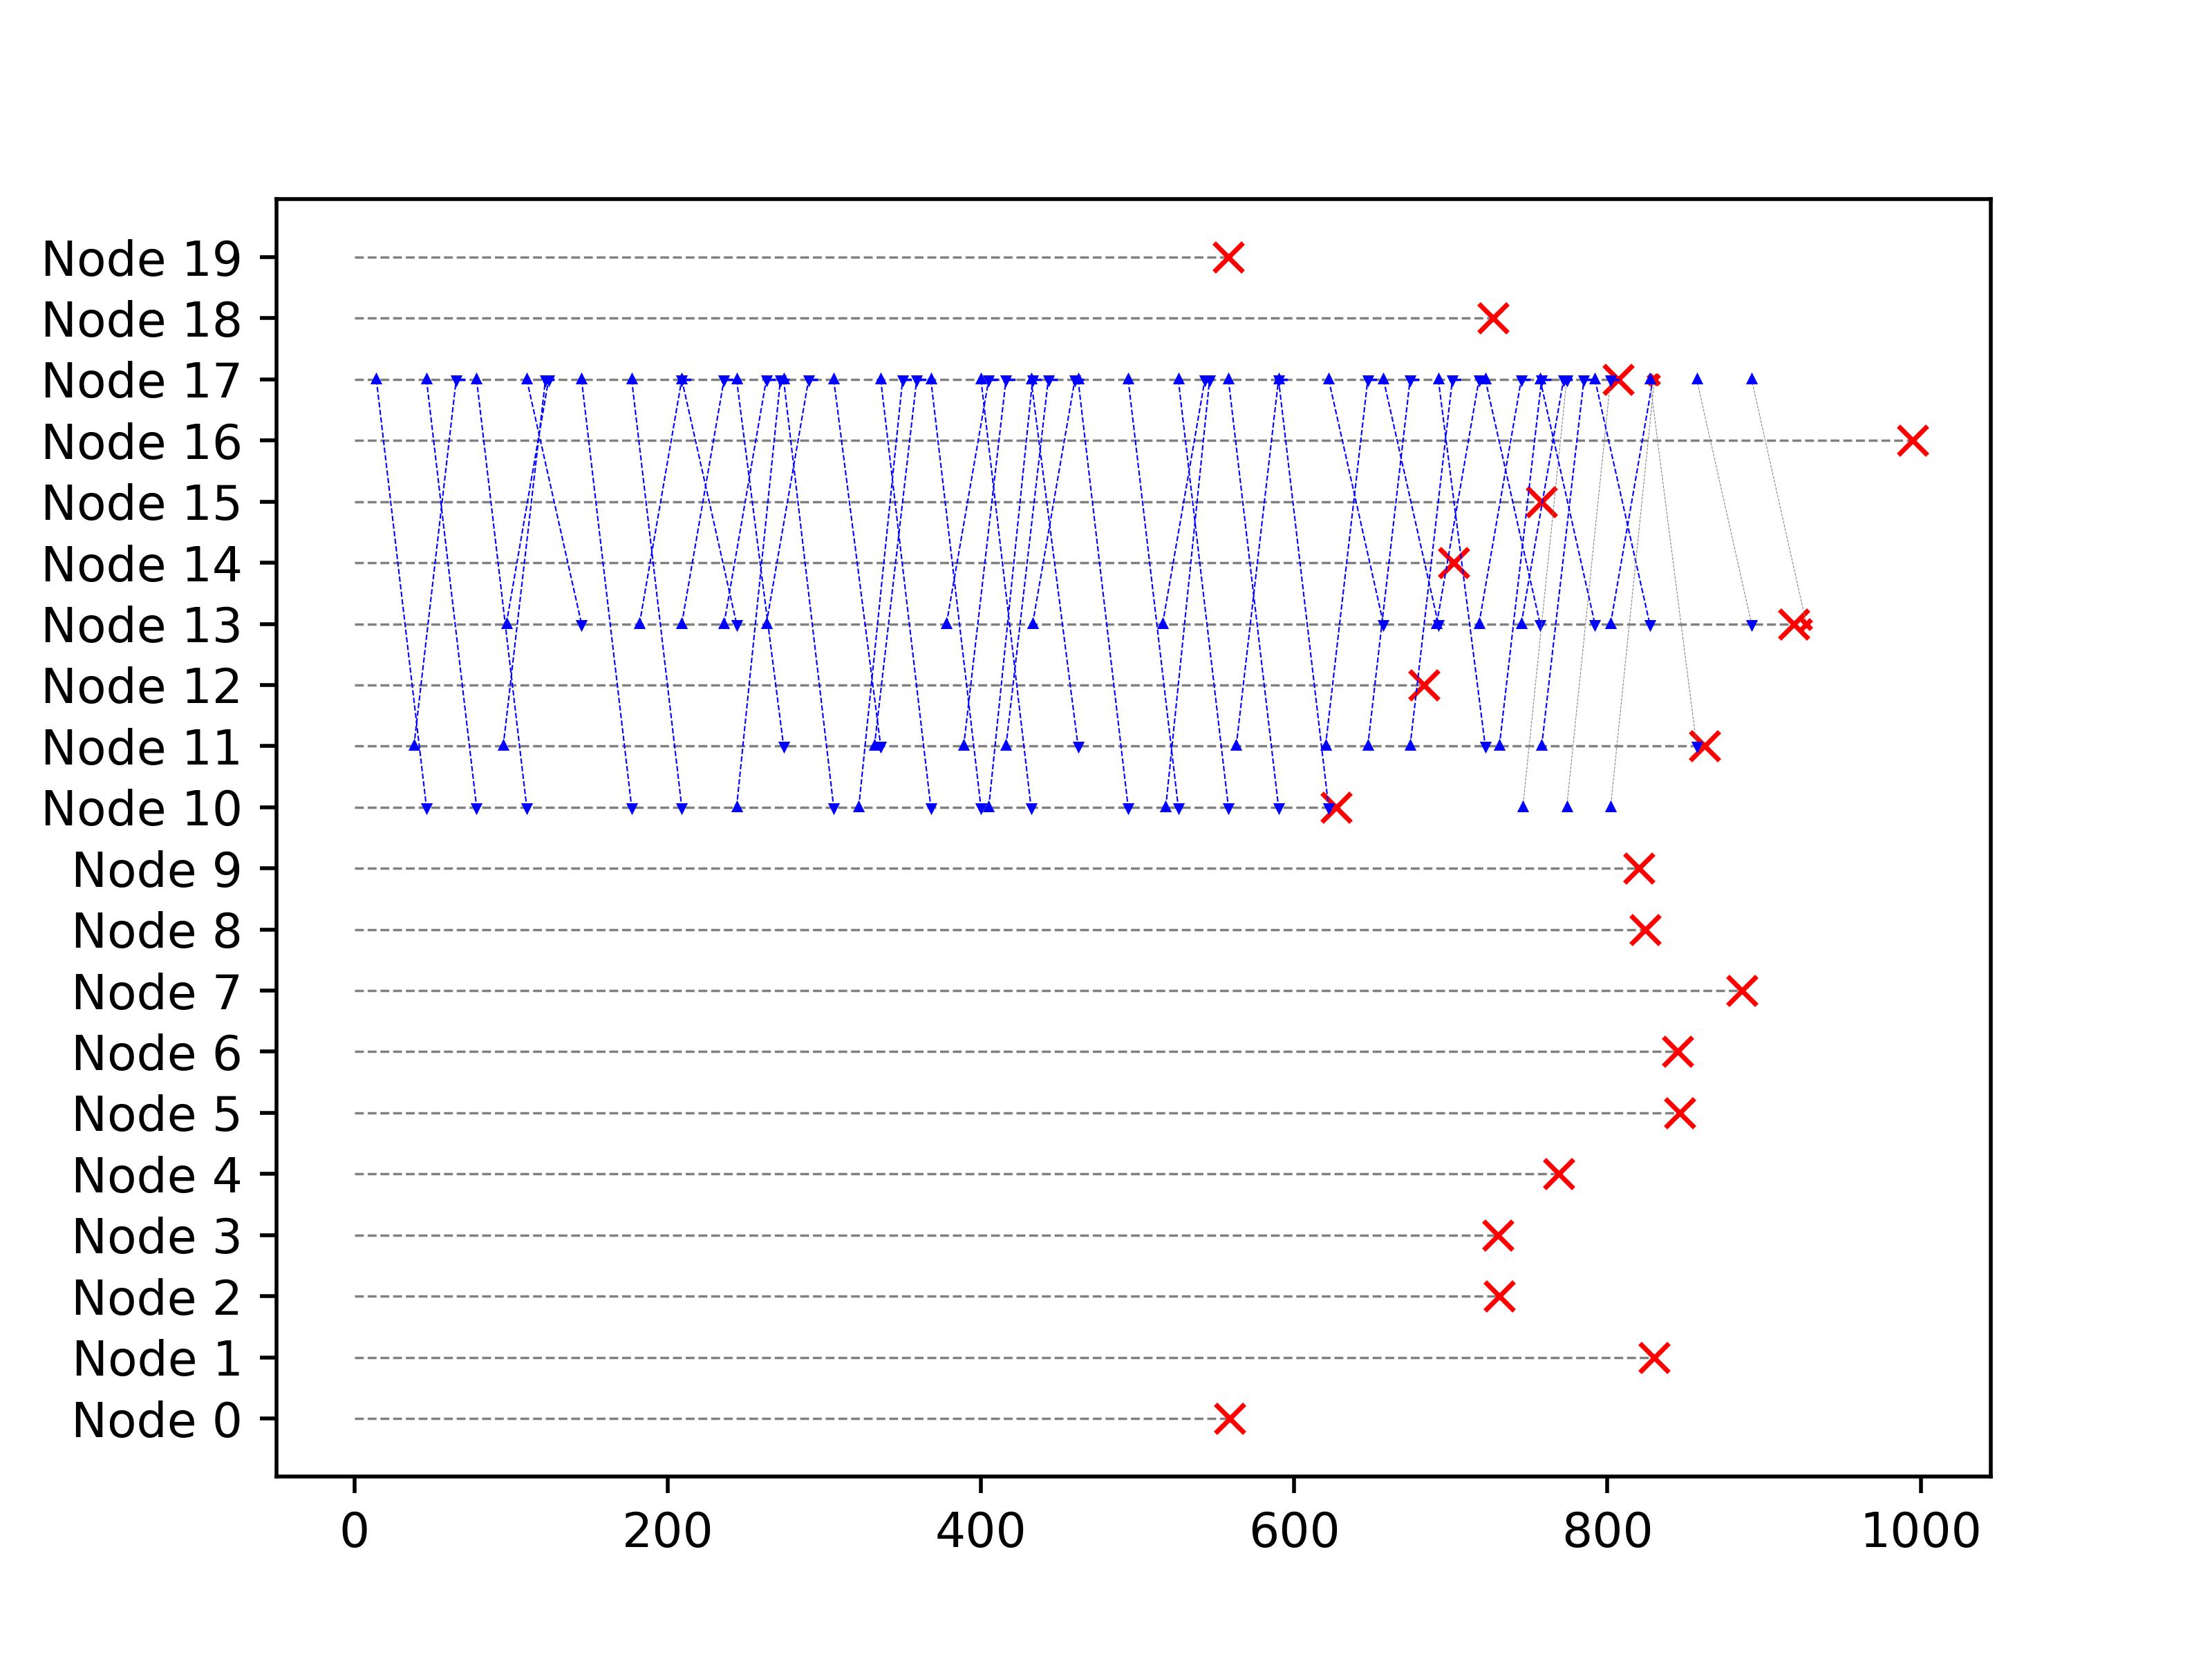 Node 19
Node 18
Node 17
Node 16
Node 15
Node 14
Node 13
Node 12
Node 11
Node 10
Node 9
Node 8
Node 7
Node 6
Node 5
Node 4
Node 3
Node 2
Node 1
Node 0
0 200 400 600 800 1000